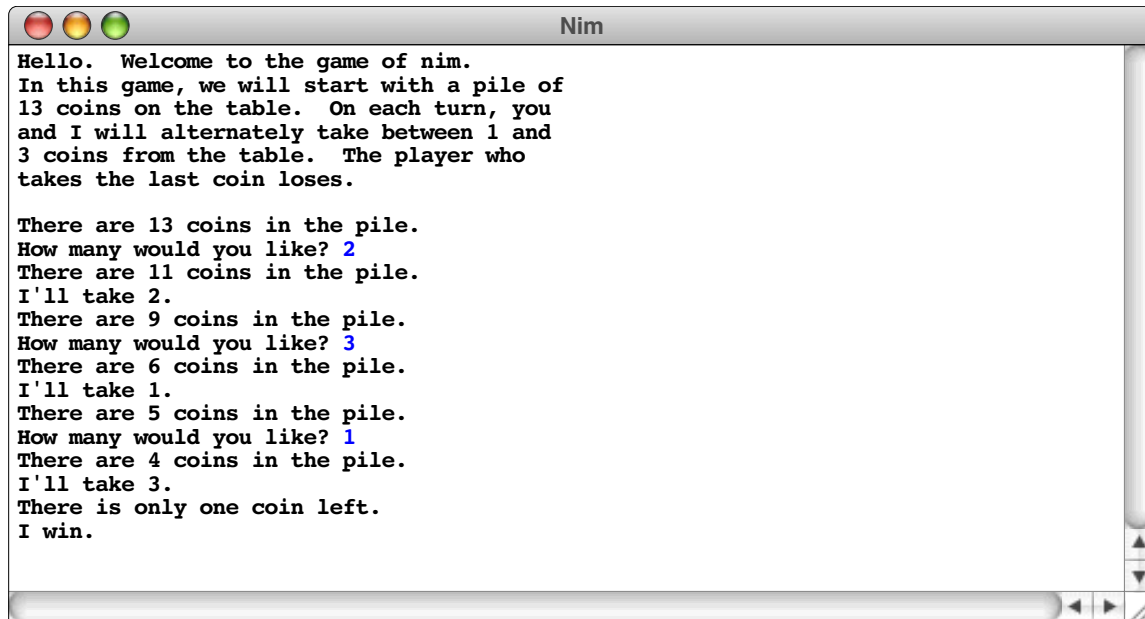 Nim
Hello.  Welcome to the game of nim.
In this game, we will start with a pile of
13 coins on the table.  On each turn, you
and I will alternately take between 1 and
3 coins from the table.  The player who
takes the last coin loses.
There are 13 coins in the pile.
How many would you like? 2
There are 11 coins in the pile.
I'll take 2.
There are 9 coins in the pile.
How many would you like? 3
There are 6 coins in the pile.
I'll take 1.
There are 5 coins in the pile.
How many would you like? 1
There are 4 coins in the pile.
I'll take 3.
There is only one coin left.
I win.